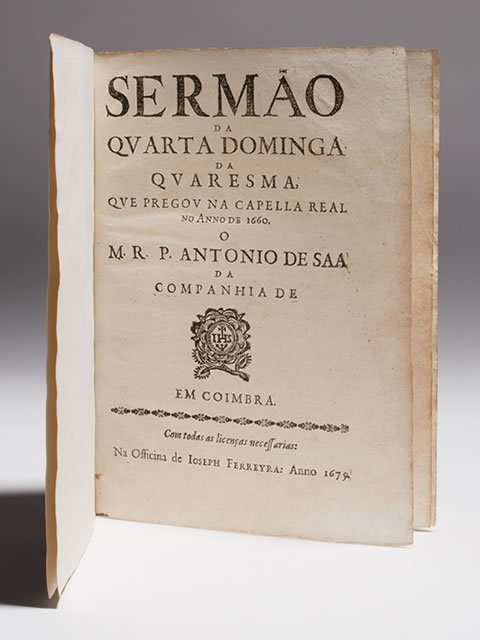 SERMÃO
DA
QVARTA DOMINGA
DA
QVARESMA,
QVE PREGOV NA CAPELLA REAL
NO ANNO DE 1660.
O
M. R. P. ANTONIO DE SAA
DA
COMPANHIA DE
IHS
EM COIMBRA.
Com todas as licenças neceſſarias:
Na Officina de IOSEPH FERREYRA: Anno 1675.